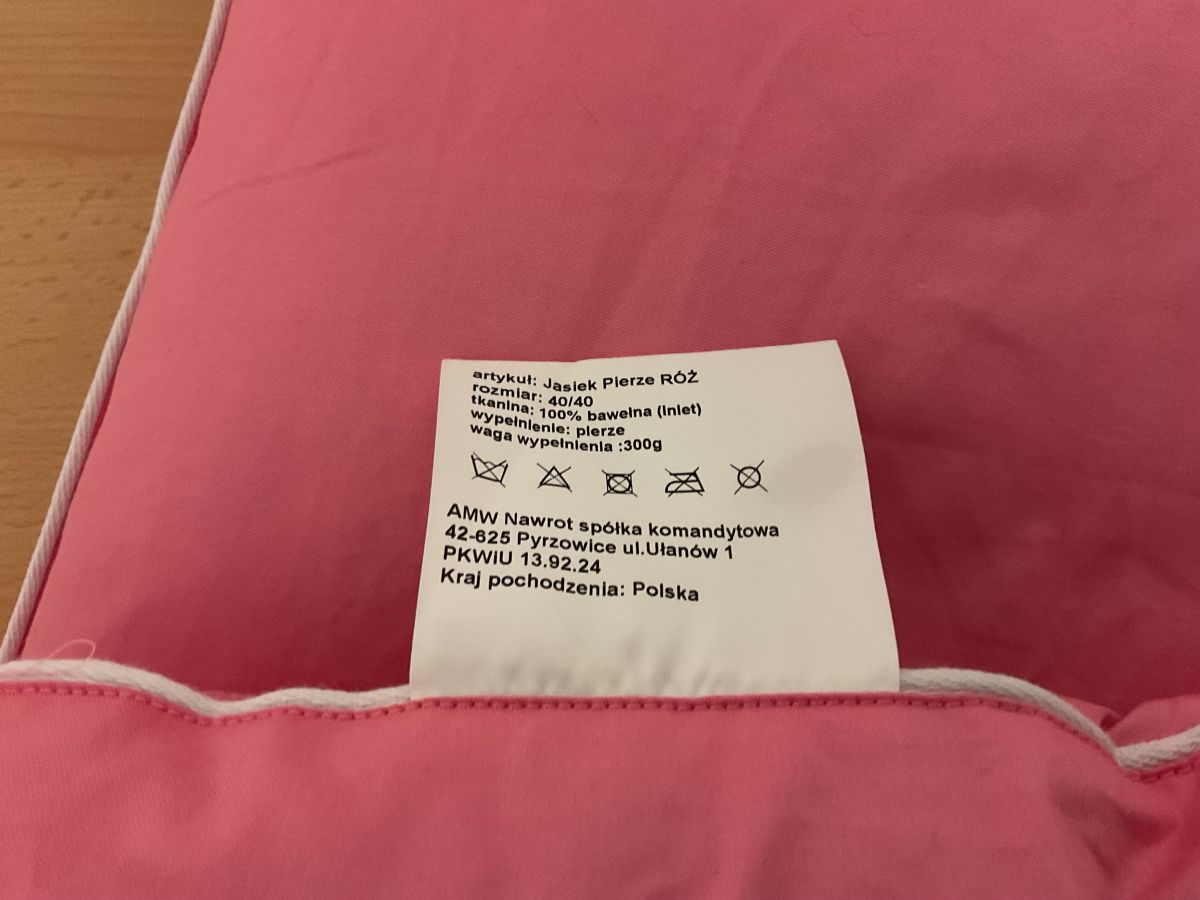 artykuł: Jasiek Pierze RÓŻ
rozmiar: 40/40
tkanina: 100% bawełna (inlet)
wypełnienie: pierze
waga wypełnienia :300g
AMW Nawrot spółka komandytowa
42-625 Pyrzowice ul.Ułanów 1
PKWiU 13.92.24
Kraj pochodzenia: Polska